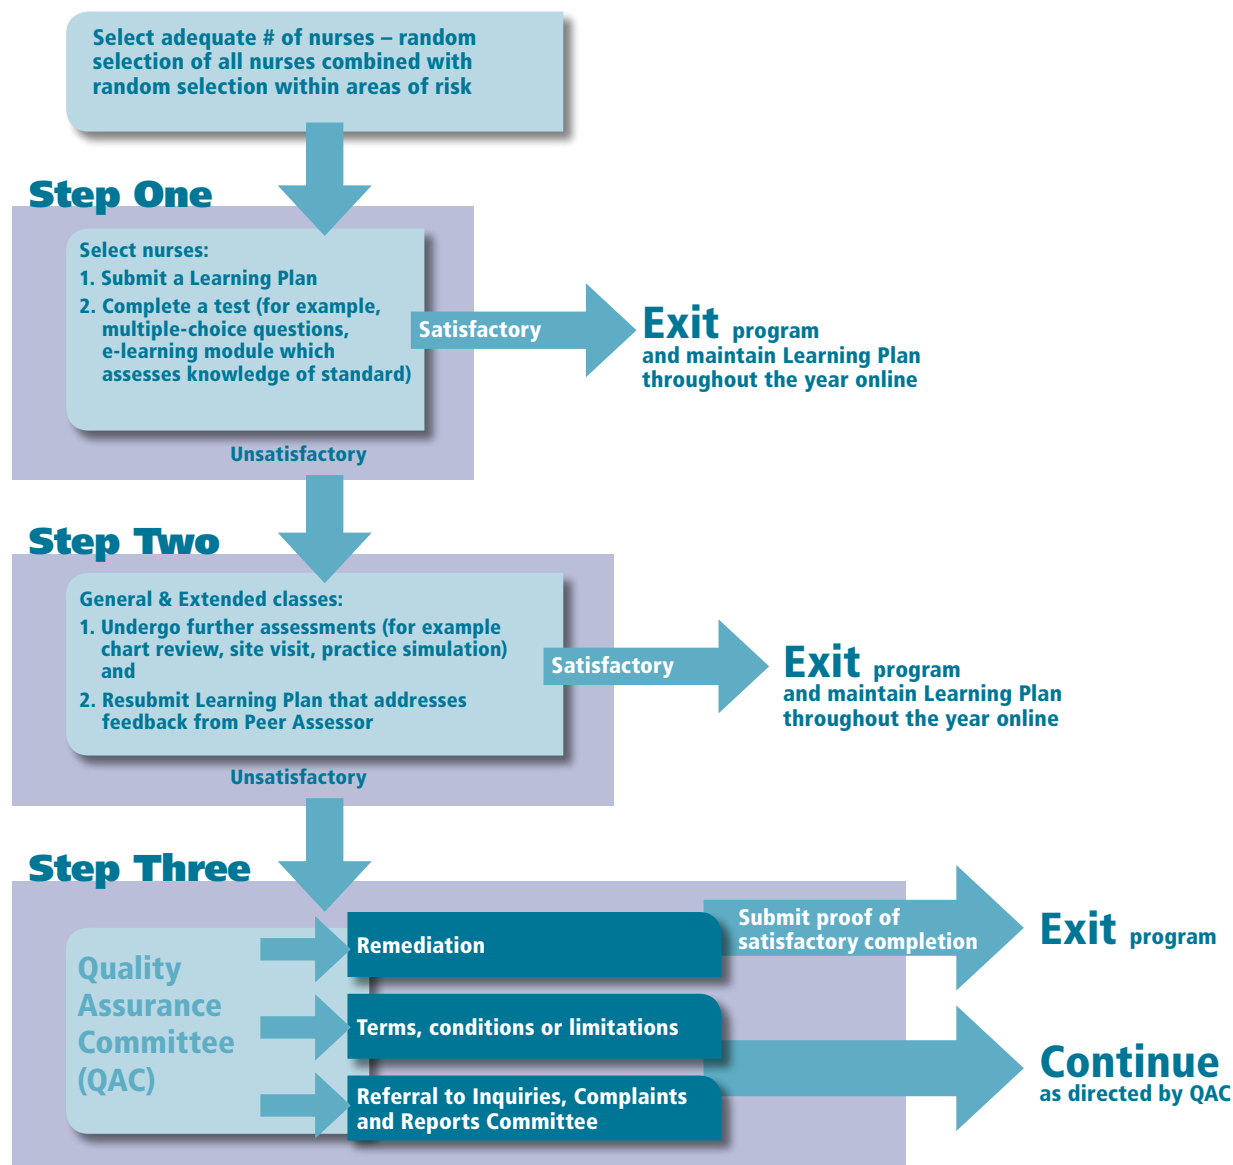 Select adequate # of nurses – random
selection of all nurses combined with
random selection within areas of risk
Step One
Select nurses:
1. Submit a Learning Plan
2. Complete a test (for example,
multiple-choice questions,
e-learning module which
assesses knowledge of standard)
Satisfactory
Exit program
and maintain Learning Plan
throughout the year online
Unsatisfactory
Step Two
General & Extended classes:
1. Undergo further assessments (for example
chart review, site visit, practice simulation)
and
2. Resubmit Learning Plan that addresses
feedback from Peer Assessor
Satisfactory
Exit program
and maintain Learning Plan
throughout the year online
Unsatisfactory
Step Three
Quality
Assurance
Committee
(QAC)
Remediation
Submit proof of
satisfactory completion
Exit program
Terms, conditions or limitations
Referral to Inquiries, Complaints
and Reports Committee
Continue
as directed by QAC